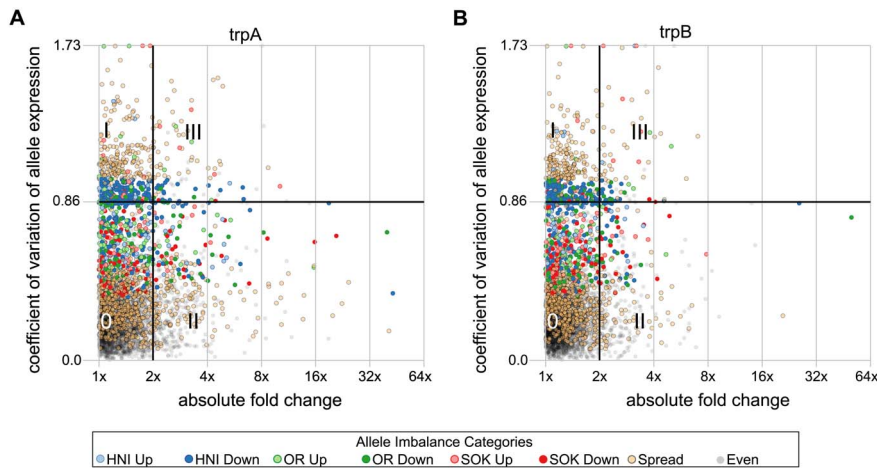 A
trpA
1.73
0.86
0.0
coefficient of variation of allele expression
I
III
0
II
1x 2x 4x 8x 16x 32x 64x
absolute fold change
B
trpB
1.73
0.86
0.0
coefficient of variation of allele expression
I
III
0
II
1x 2x 4x 8x 16x 32x 64x
absolute fold change
Allele Imbalance Categories
HNI Up HNI Down OR Up OR Down SOK Up SOK Down Spread Even